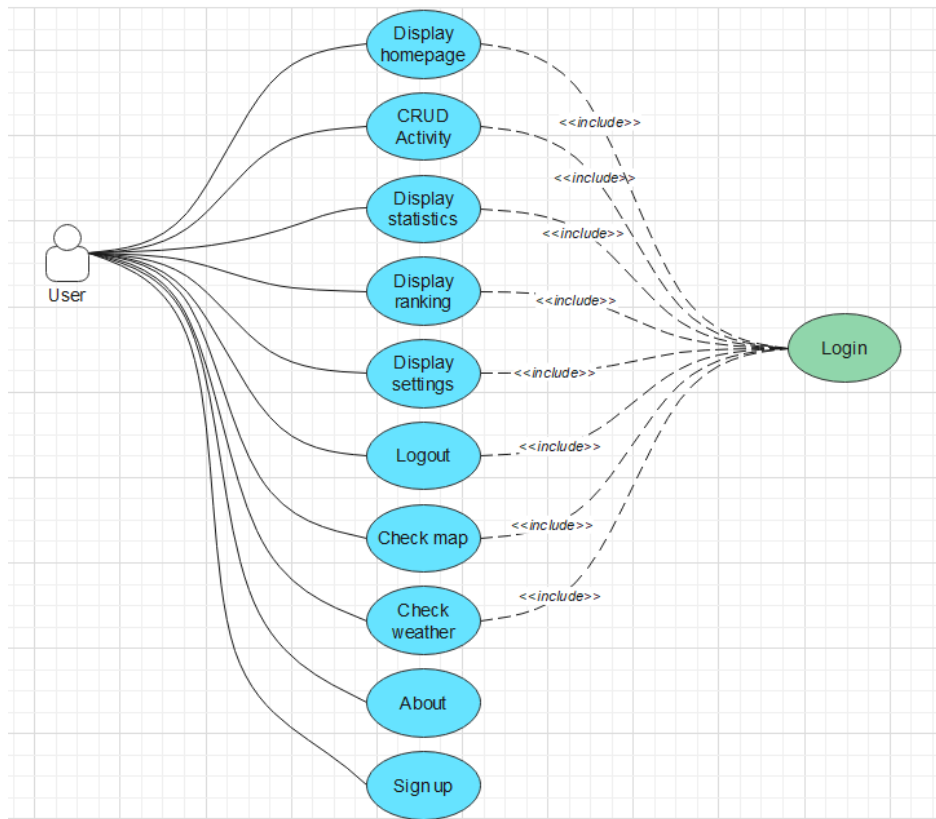 Display
homepage
<<include>>
CRUD
Activity
<<include>>
Display
statistics
<<include>>
User
Display
ranking
<<include>>
Login
Display
settings
<<include>>
Logout
<<include>>
Check map
<<include>>
Check
weather
<<include>>
About
Sign up